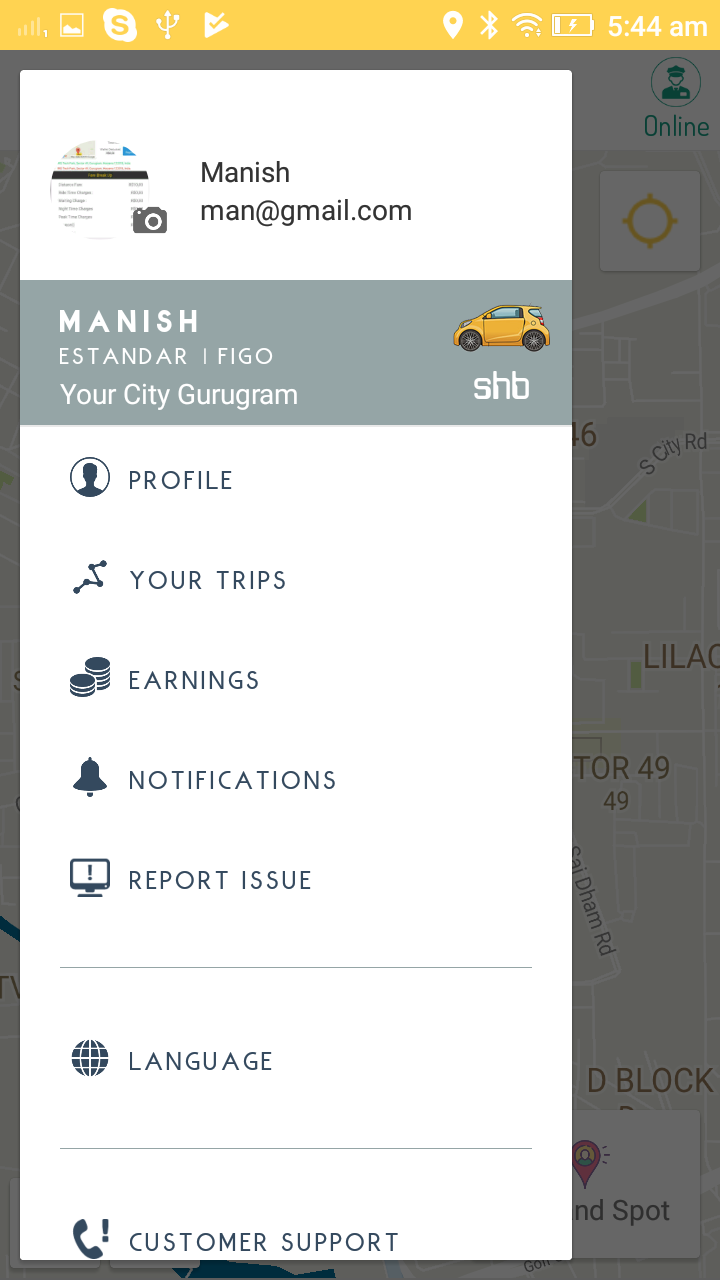 5:44 am
Online
Manish
man@gmail.com
MANISH
ESTANDAR | FIGO
shb
Your City Gurugram
46
S City Rd
PROFILE
YOUR TRIPS
LILAC
EARNINGS
TOR 49
49
NOTIFICATIONS
Sai Dham Rd
REPORT ISSUE
LANGUAGE
D BLOCK
nd Spot
CUSTOMER SUPPORT